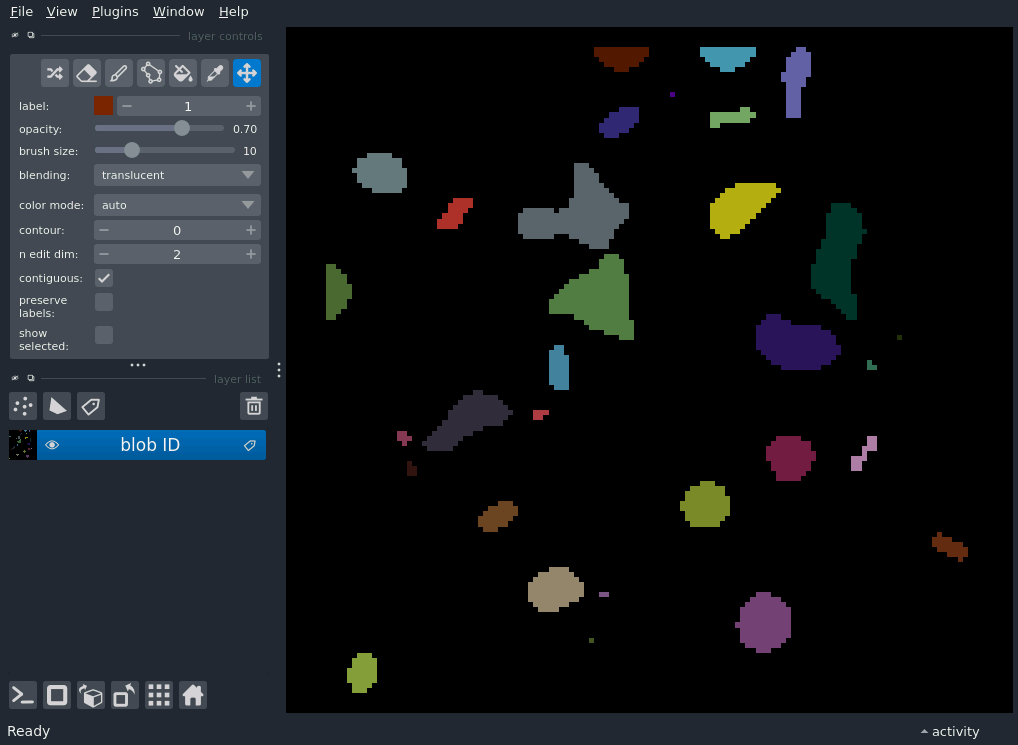 File View Plugins Window Help
layer controls
label: 1
opacity: 0.70
brush size: 10
blending: translucent
color mode: auto
contour: 0
n edit dim: 2
contiguous:
preserve
labels:
show
selected:
layer list
blob ID
Ready
activity